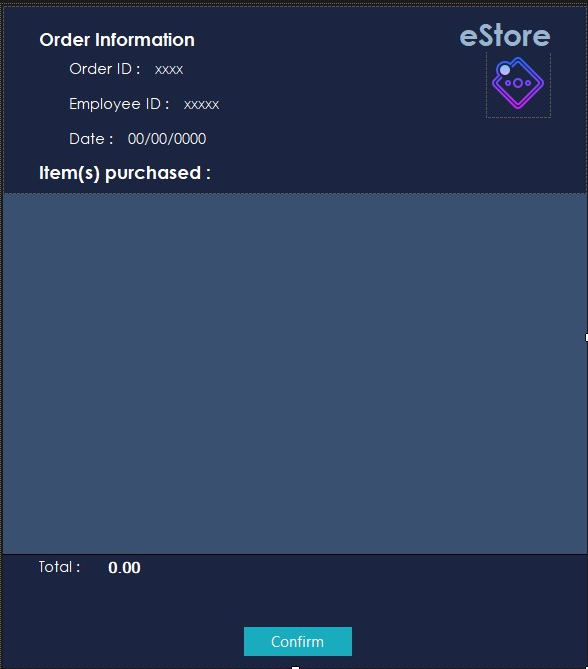 Order Information
eStore
Order ID : xxxx
Employee ID : xxxxx
Date : 00/00/0000
Item(s) purchased :
Total : 0.00
Confirm